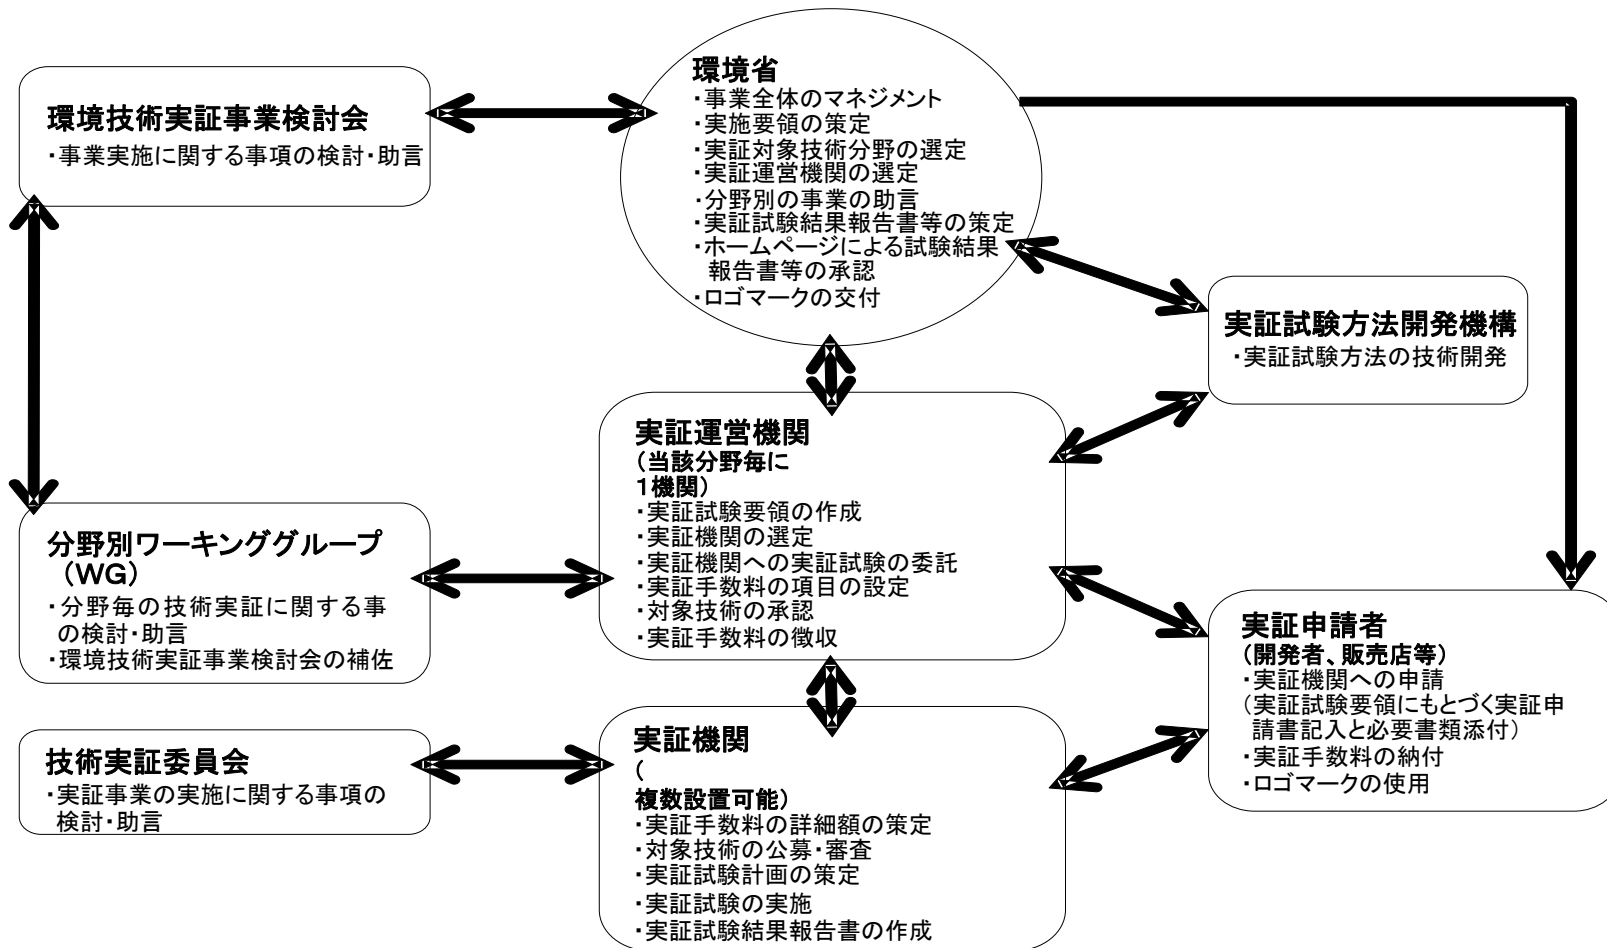 環境技術実証事業検討会
・事業実施に関する事項の検討・助言
環境省
・事業全体のマネジメント
・実施要領の策定
・実証対象技術分野の選定
・実証運営機関の選定
・分野別の事業の助言
・実証試験結果報告書等の策定
・ホームページによる試験結果
報告書等の承認
・ロゴマークの交付
実証試験方法開発機構
・実証試験方法の技術開発
実証運営機関
(当該分野毎に
1機関)
・実証試験要領の作成
・実証機関の選定
・実証機関への実証試験の委託
・実証手数料の項目の設定
・対象技術の承認
・実証手数料の徴収
分野別ワーキンググループ
(WG)
・分野毎の技術実証に関する事
の検討・助言
・環境技術実証事業検討会の補佐
実証申請者
(開発者、販売店等)
・実証機関への申請
(実証試験要領にもとづく実証申
請書記入と必要書類添付)
・実証手数料の納付
・ロゴマークの使用
技術実証委員会
・実証事業の実施に関する事項の
検討・助言
実証機関
(
複数設置可能)
・実証手数料の詳細額の策定
・対象技術の公募・審査
・実証試験計画の策定
・実証試験の実施
・実証試験結果報告書の作成